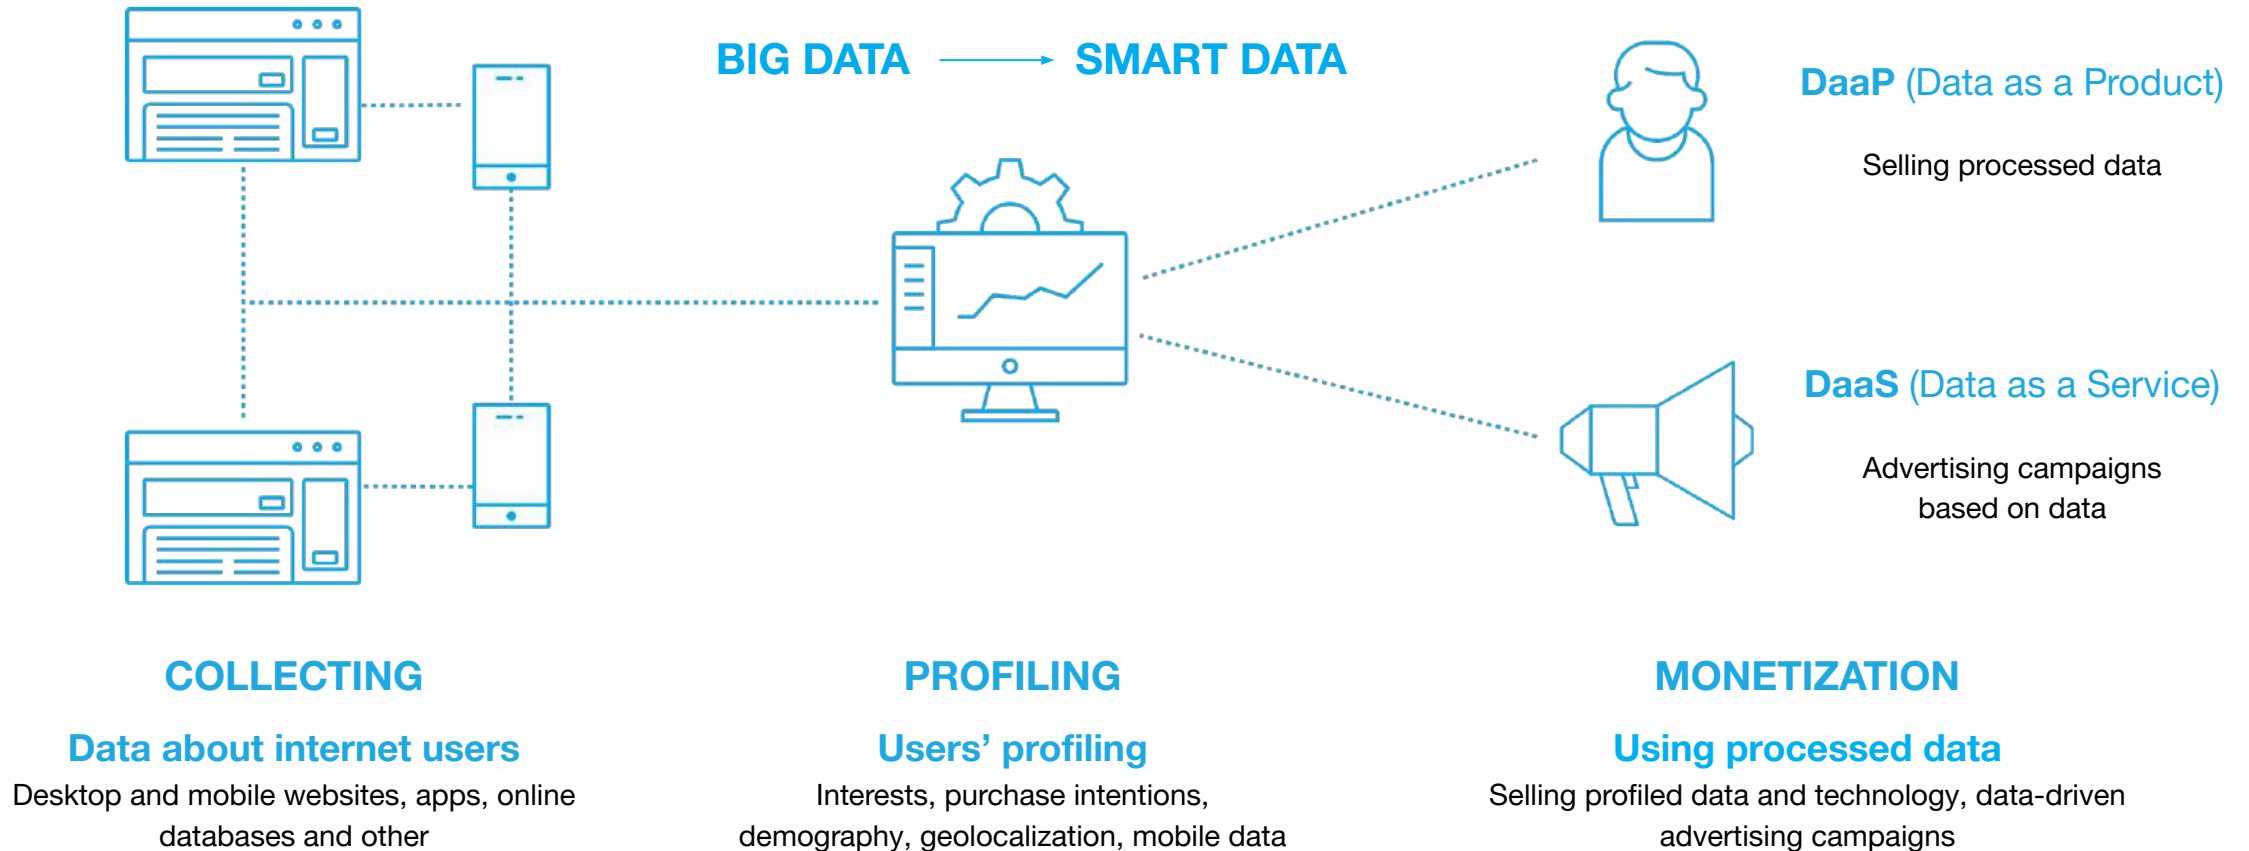 BIG DATA
SMART DATA
DaaP (Data as a Product)
Selling processed data
DaaS (Data as a Service)
Advertising campaigns
based on data
COLLECTING
Data about internet users
Desktop and mobile websites, apps, online
databases and other
PROFILING
Users’ profiling
Interests, purchase intentions,
demography, geolocalization, mobile data
MONETIZATION
Using processed data
Selling profiled data and technology, data-driven
advertising campaigns